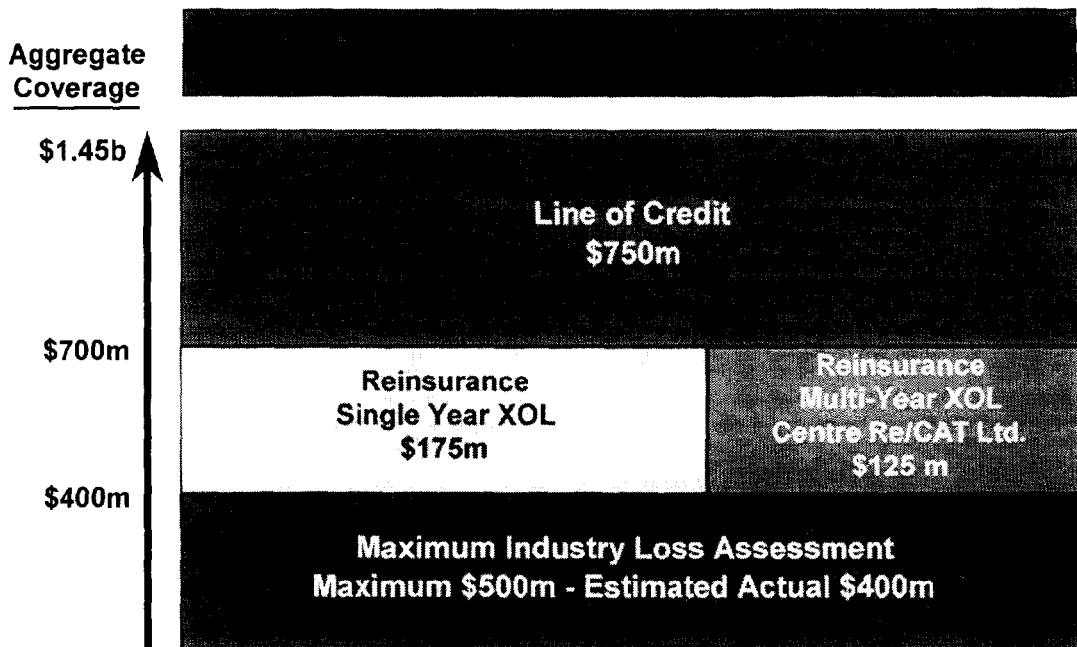 Aggregate
Coverage
$1.45b
Line of Credit
$750m
$700m
Reinsurance
Single Year XOL
$175m
Reinsurance
Multi-Year XOL
Centre Re/CAT Ltd.
$125 m
$400m
Maximum Industry Loss Assessment
Maximum $500m - Estimated Actual $400m